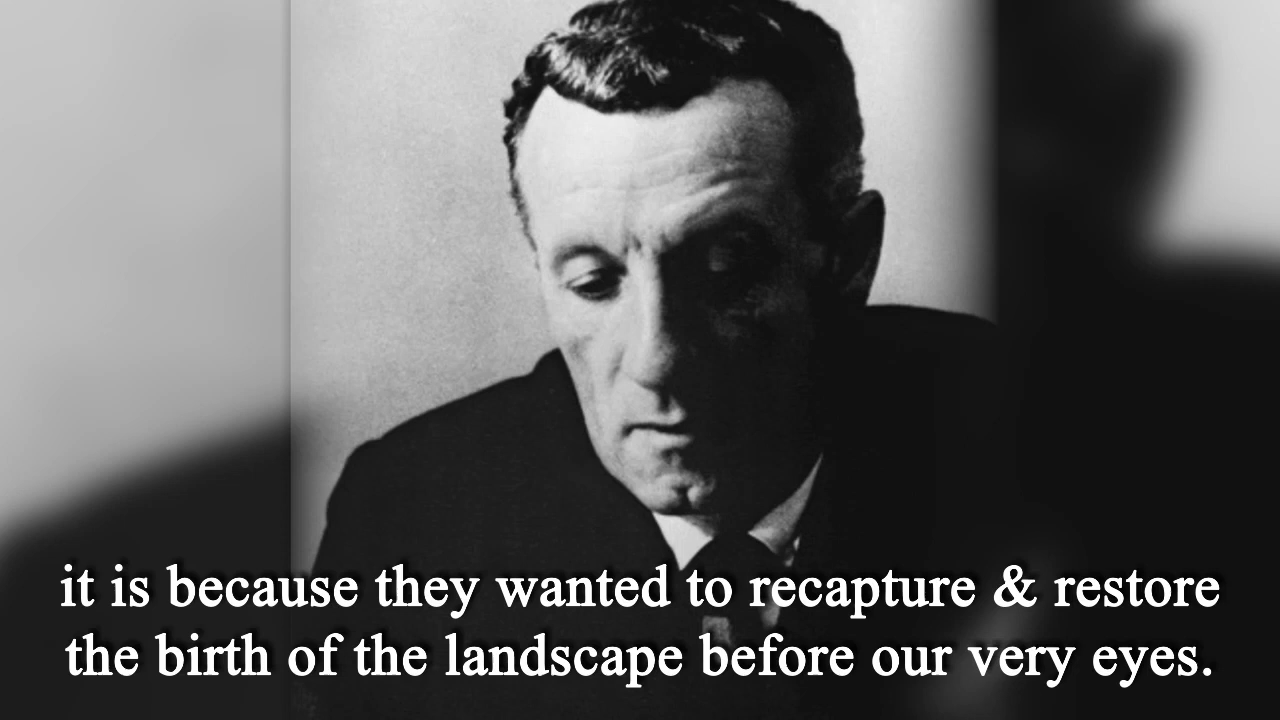 it is because they wanted to recapture & restore
the birth of the landscape before our very eyes.